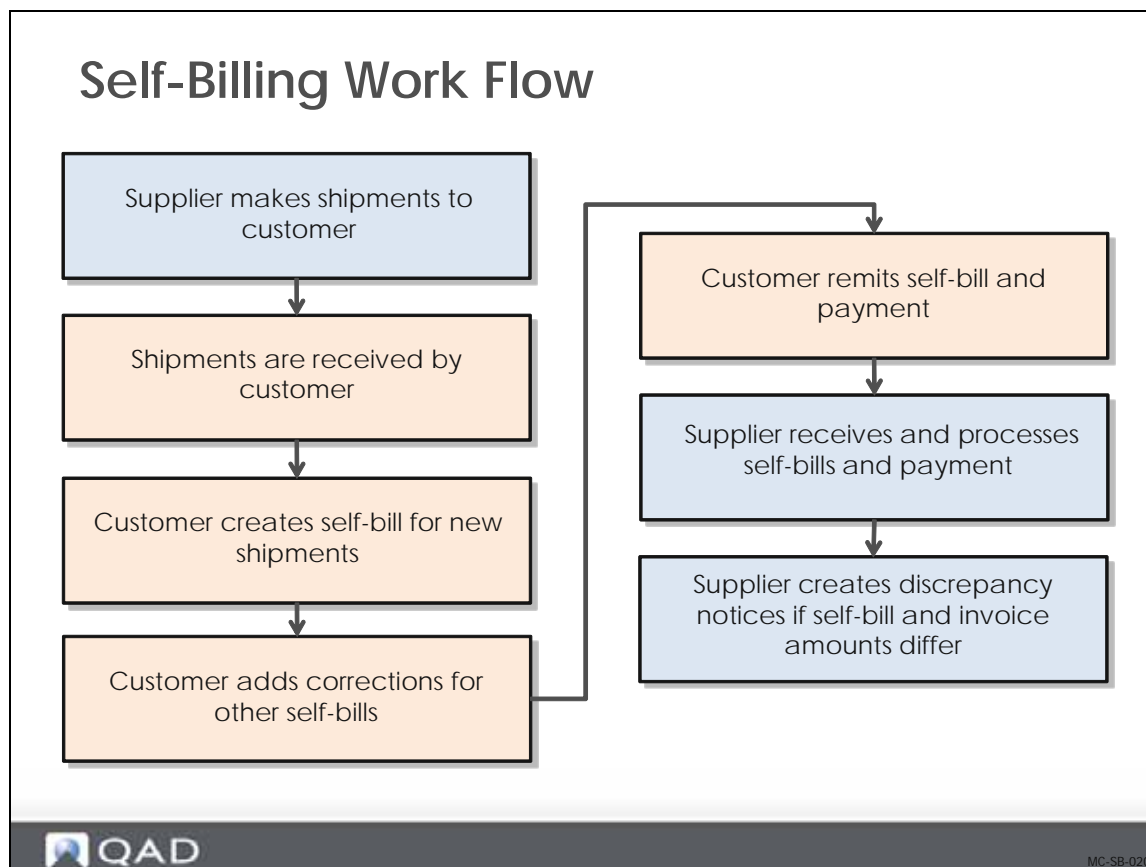 Self-Billing Work Flow
Supplier makes shipments to
customer
Shipments are received by
customer
Customer creates self-bill for new
shipments
Customer adds corrections for
other self-bills
Customer remits self-bill and
payment
Supplier receives and processes
self-bills and payment
Supplier creates discrepancy
notices if self-bill and invoice
amounts differ
QAD